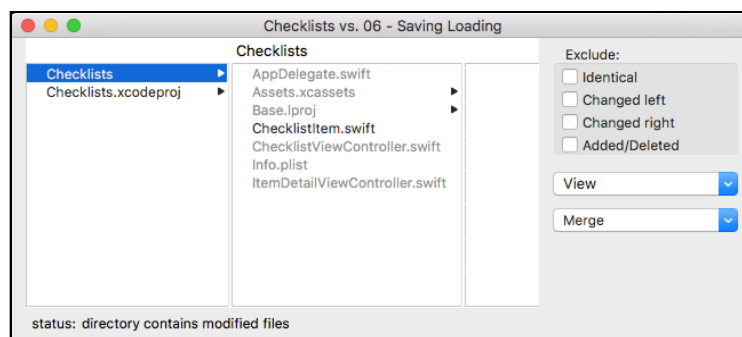 Checklists vs. 06 - Saving Loading
Checklists
Checklists
Checklists.xcodeproj
AppDelegate.swift
Assets.xcassets
Base.lproj
ChecklistItem.swift
ChecklistViewController.swift
Info.plist
ItemDetailViewController.swift
Exclude:
Identical
Changed left
Changed right
Added/Deleted
View
Merge
status: directory contains modified files